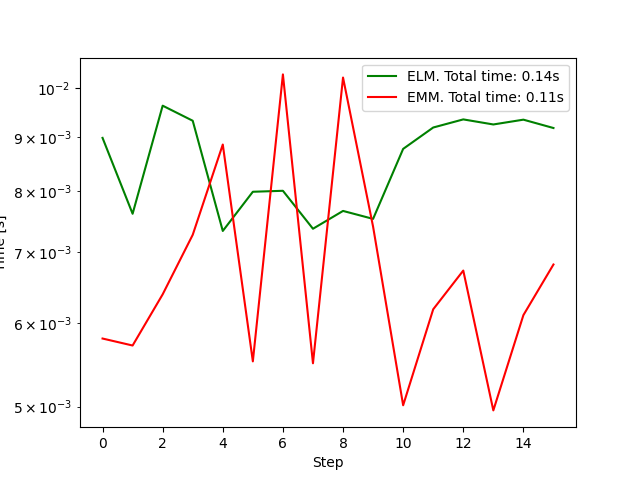 ELM. Total time: 0.14s
EMM. Total time: 0.11s
10⁻²
9 × 10⁻³
8 × 10⁻³
7 × 10⁻³
6 × 10⁻³
5 × 10⁻³
Time [s]
0 2 4 6 8 10 12 14
Step